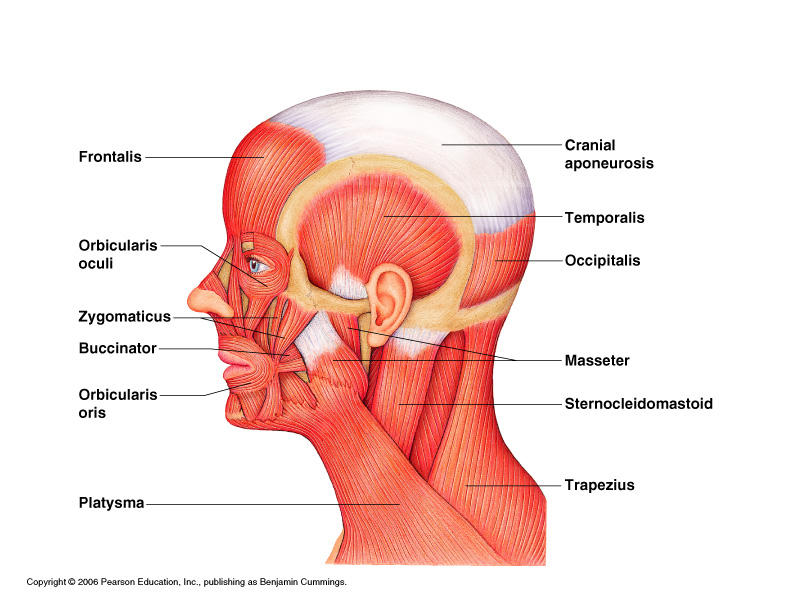 Frontalis
Orbicularis
oculi
Zygomaticus
Buccinator
Orbicularis
oris
Platysma
Cranial
aponeurosis
Temporalis
Occipitalis
Masseter
Sternocleidomastoid
Trapezius
Copyright © 2006 Pearson Education, Inc., publishing as Benjamin Cummings.